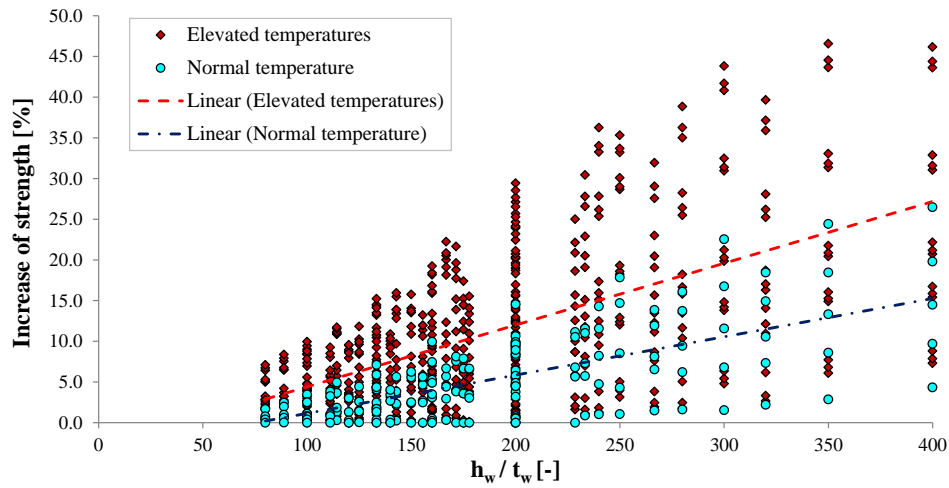 50.0
45.0
40.0
35.0
30.0
25.0
20.0
15.0
10.0
5.0
0.0
Increase of strength [%]
Elevated temperatures
Normal temperature
Linear (Elevated temperatures)
Linear (Normal temperature)
0 50 100 150 200 250 300 350 400
h_w / t_w [-]